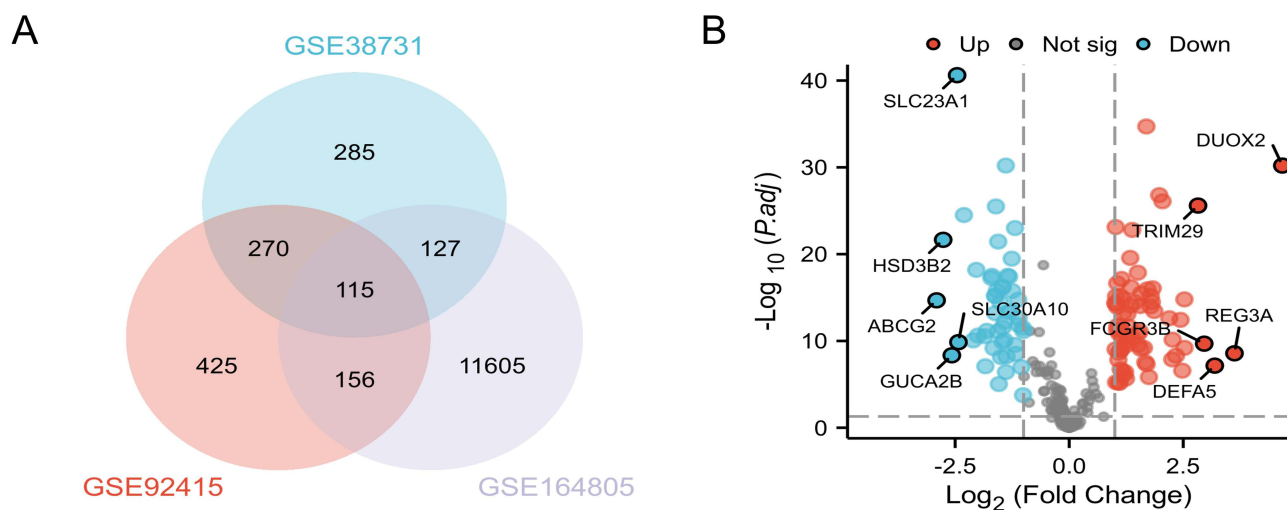 A
GSE38731
285
270
127
115
425
156
11605
GSE92415
GSE164805
B
Up Not sig Down
40
30
20
10
0
-Log 10 (P.adj)
SLC23A1
DUOX2
TRIM29
HSD3B2
ABCG2
SLC30A10
FCGR3B
REG3A
GUCA2B
DEFA5
-2.5 0.0 2.5
Log2 (Fold Change)